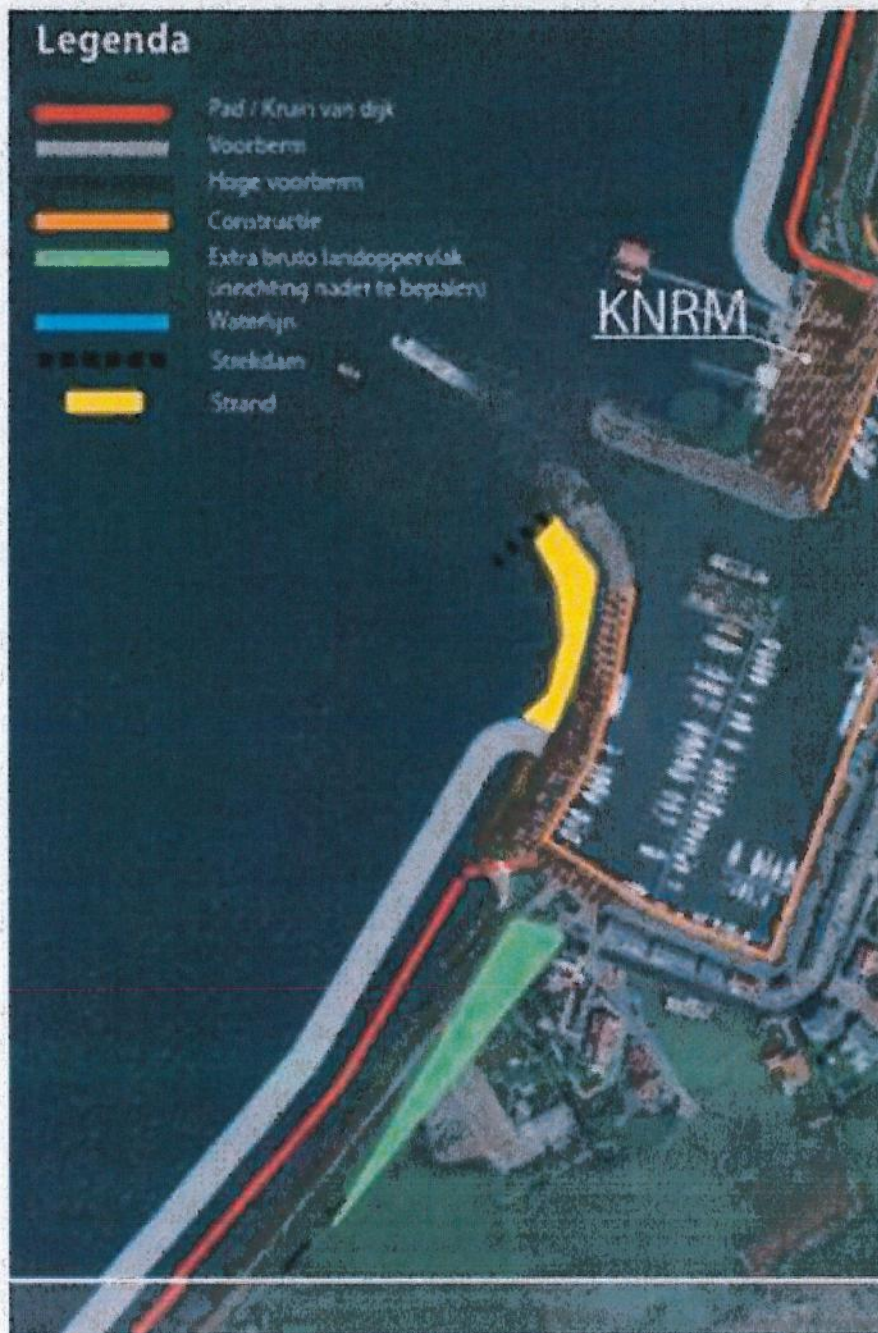 Legenda
Pad / Kruin van dijk
Voorberm
Hoge voorberm
Constructie
Extra bruto landoppervlak
(inrichting nader te bepalen)
Waterlijn
Strekdam
Strand
KNRM